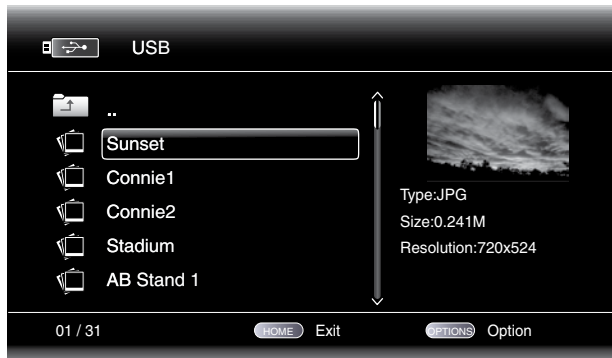 USB
..
Sunset
Connie1
Connie2
Stadium
AB Stand 1
Type:JPG
Size:0.241M
Resolution:720x524
01 / 31 HOME Exit OPTIONS Option